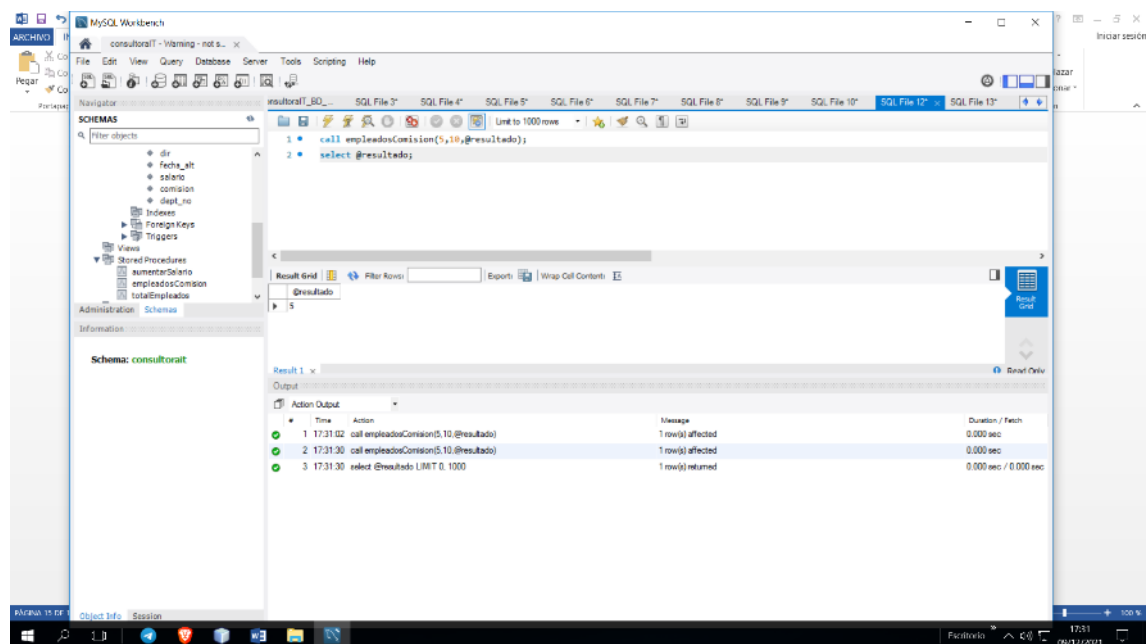 MySQL Workbench
ARCHIVO
Iniciar sesión
consultoraIT - Warning - not s...
File Edit View Query Database Server Tools Scripting Help
Pegar
Navigator
SCHEMAS
Filter objects
dir
fecha_alt
salario
comision
dept_no
Indexes
Foreign Keys
Triggers
Views
Stored Procedures
aumentarSalario
empleadosComision
totalEmpleados
Administration Schemas
Information
Schema: consultorait
Object Info Session
SQL File 3* SQL File 4* SQL File 5* SQL File 6* SQL File 7* SQL File 8* SQL File 9* SQL File 10* SQL File 12* SQL File 13*
Limit to 1000 rows
1 call empleadosComision(5,10,@resultado);
2 select @resultado;
Result Grid Filter Rows: Export: Wrap Cell Content:
@resultado
5
Result Grid
Result 1 Read Only
Output
Action Output
# Time Action Message Duration / Fetch
1 17:31:02 call empleadosComision(5,10,@resultado) 1 row(s) affected 0.000 sec
2 17:31:30 call empleadosComision(5,10,@resultado) 1 row(s) affected 0.000 sec
3 17:31:30 select @resultado LIMIT 0, 1000 1 row(s) returned 0.000 sec / 0.000 sec
PÁGINA 15 DE 1
100 %
Escritorio
17:31
09/12/2021